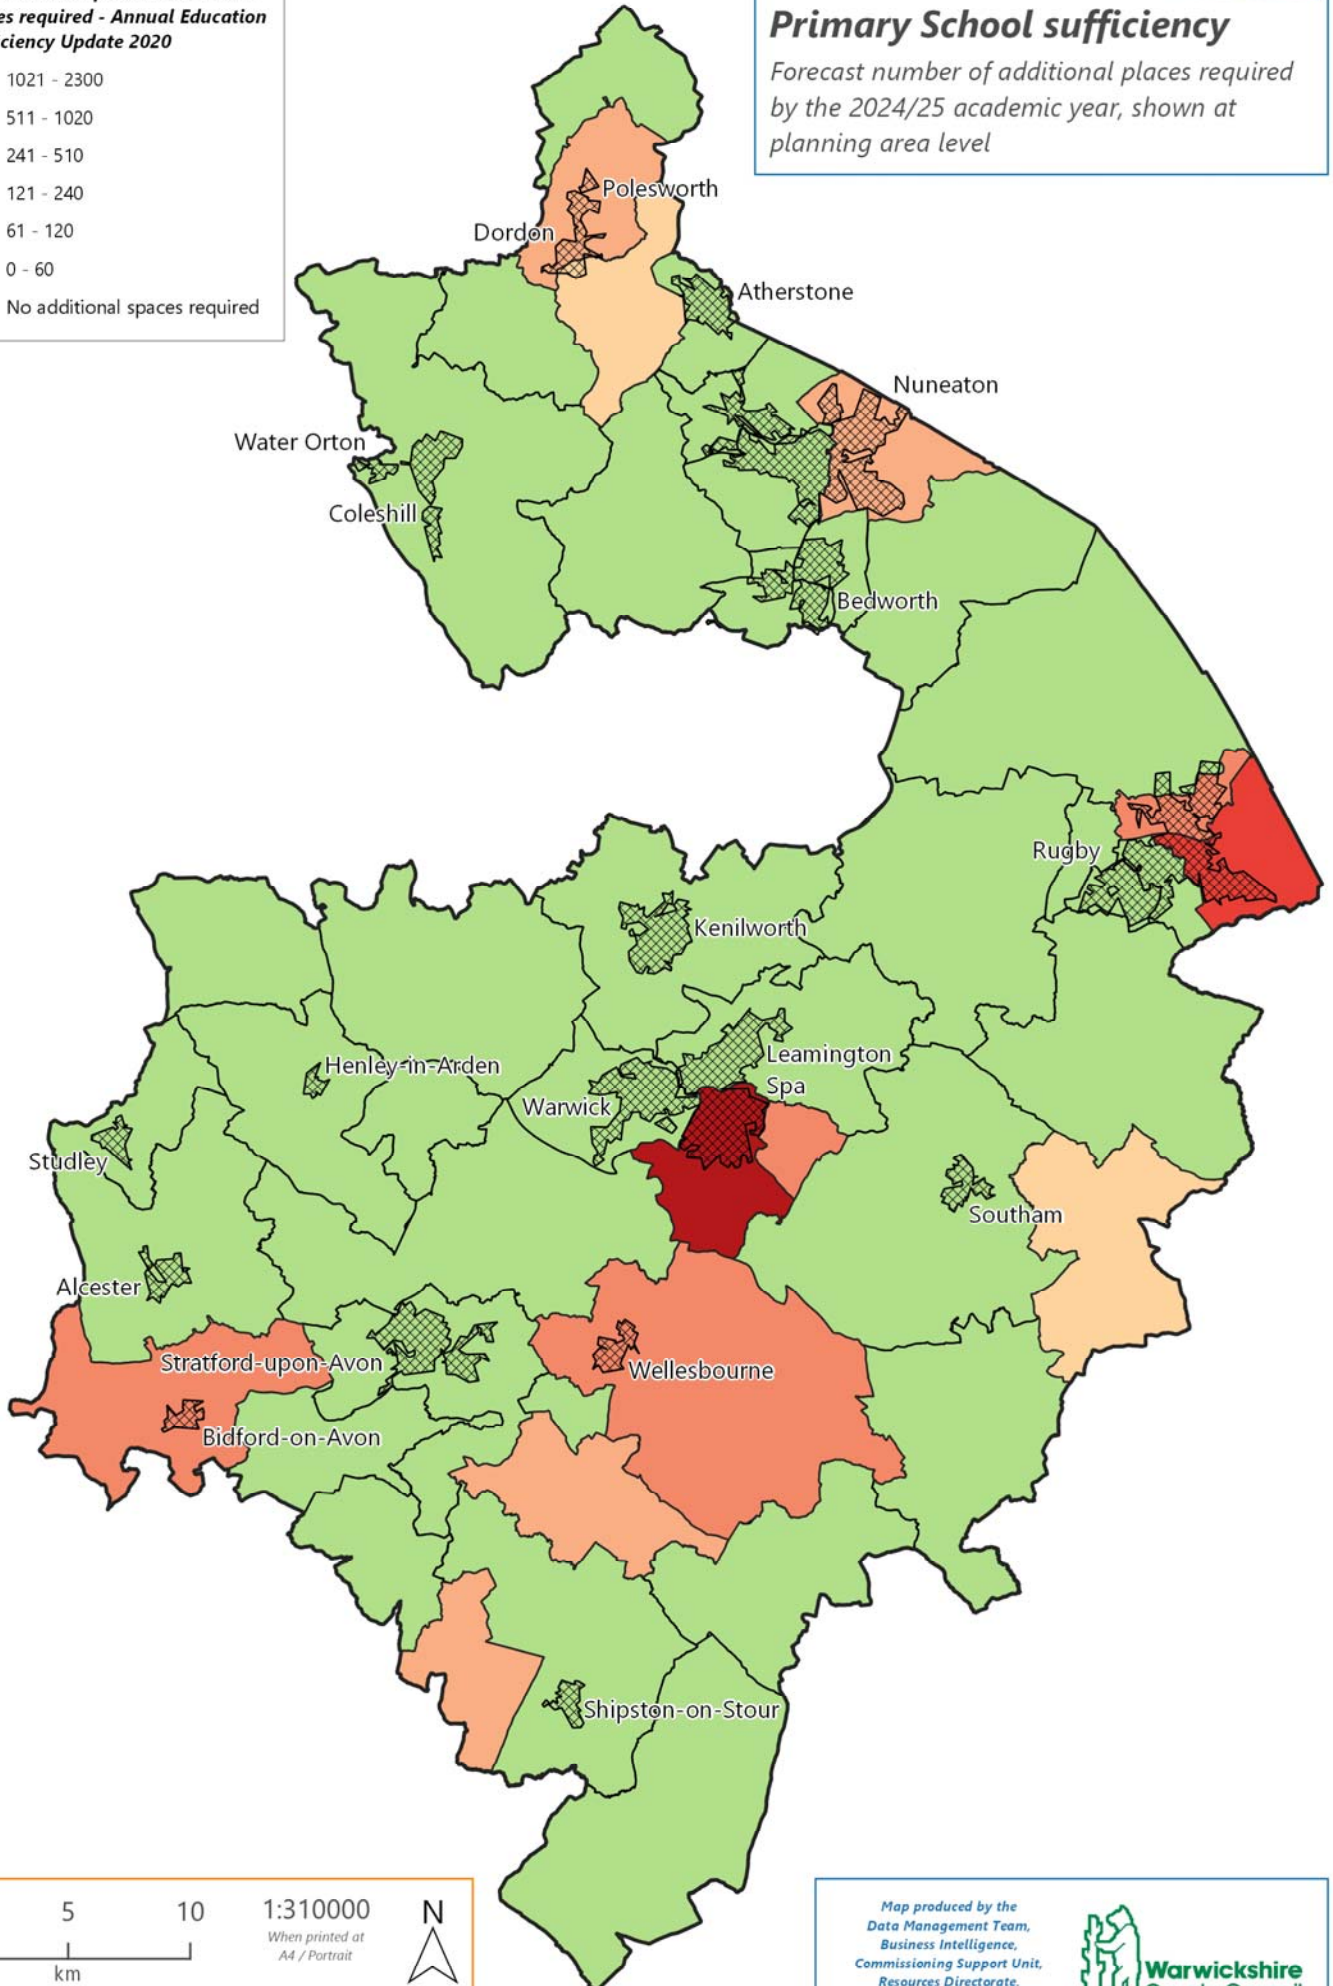 es required - Annual Education
ciency Update 2020
1021 - 2300
511 - 1020
241 - 510
121 - 240
61 - 120
0 - 60
No additional spaces required
Primary School sufficiency
Forecast number of additional places required
by the 2024/25 academic year, shown at
planning area level
Polesworth
Dordon
Atherstone
Nuneaton
Water Orton
Coleshill
Bedworth
Rugby
Kenilworth
Henley-in-Arden
Leamington
Spa
Warwick
Studley
Southam
Alcester
Stratford-upon-Avon
Wellesbourne
Bidford-on-Avon
Shipston-on-Stour
5 10
km
1:310000
When printed at
A4 / Portrait
N
Map produced by the
Data Management Team,
Business Intelligence,
Commissioning Support Unit,
Resources Directorate.
Warwickshire